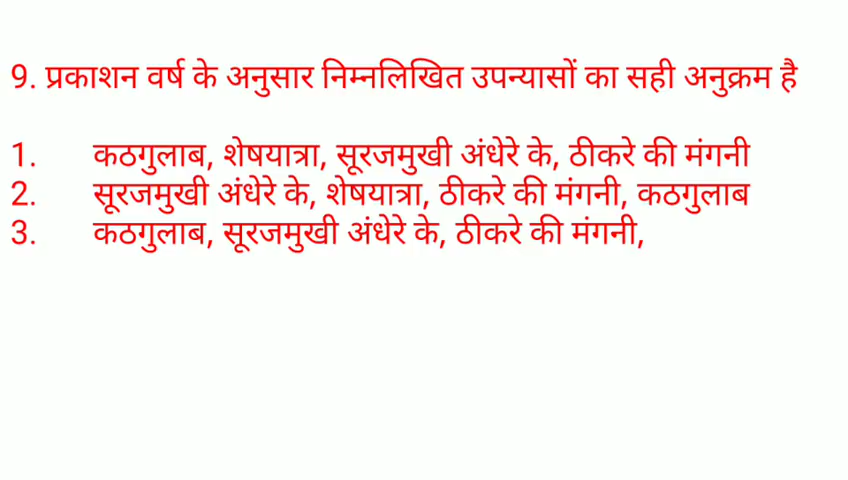 9. प्रकाशन वर्ष के अनुसार निम्नलिखित उपन्यासों का सही अनुक्रम है
1. कठगुलाब, शेषयात्रा, सूरजमुखी अंधेरे के, ठीकरे की मंगनी
2. सूरजमुखी अंधेरे के, शेषयात्रा, ठीकरे की मंगनी, कठगुलाब
3. कठगुलाब, सूरजमुखी अंधेरे के, ठीकरे की मंगनी,